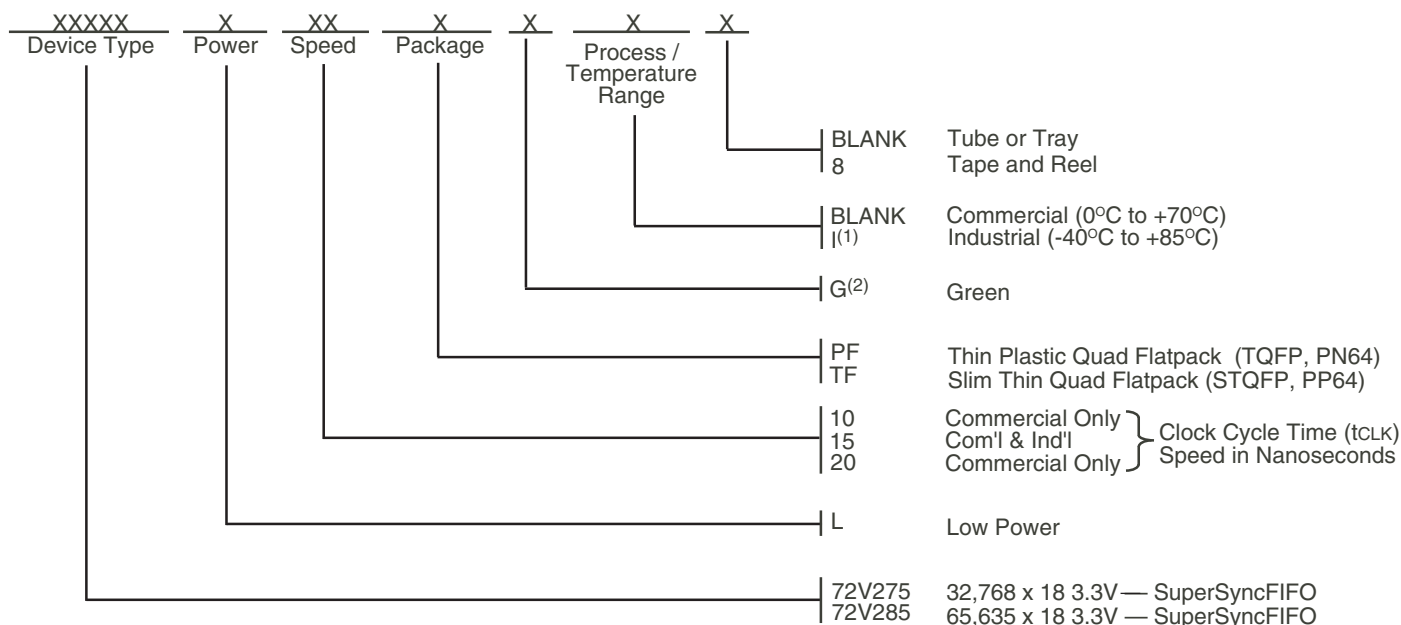 XXXXX X XX X X X X
Device Type Power Speed Package Process /
Temperature
Range
BLANK Tube or Tray
8 Tape and Reel
BLANK Commercial (0°C to +70°C)
I(1) Industrial (-40°C to +85°C)
G(2) Green
PF Thin Plastic Quad Flatpack (TQFP, PN64)
TF Slim Thin Quad Flatpack (STQFP, PP64)
10 Commercial Only
15 Com'l & Ind'l
20 Commercial Only
Clock Cycle Time (tCLK)
Speed in Nanoseconds
L Low Power
72V275 32,768 x 18 3.3V — SuperSyncFIFO
72V285 65,635 x 18 3.3V — SuperSyncFIFO